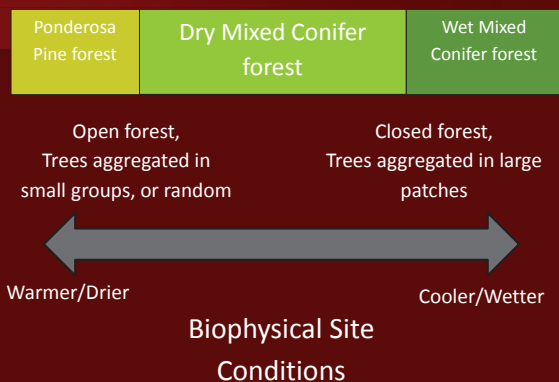 Ponderosa
Pine forest
Dry Mixed Conifer
forest
Wet Mixed
Conifer forest
Open forest,
Trees aggregated in
small groups, or random
Closed forest,
Trees aggregated in large
patches
Warmer/Drier
Cooler/Wetter
Biophysical Site
Conditions